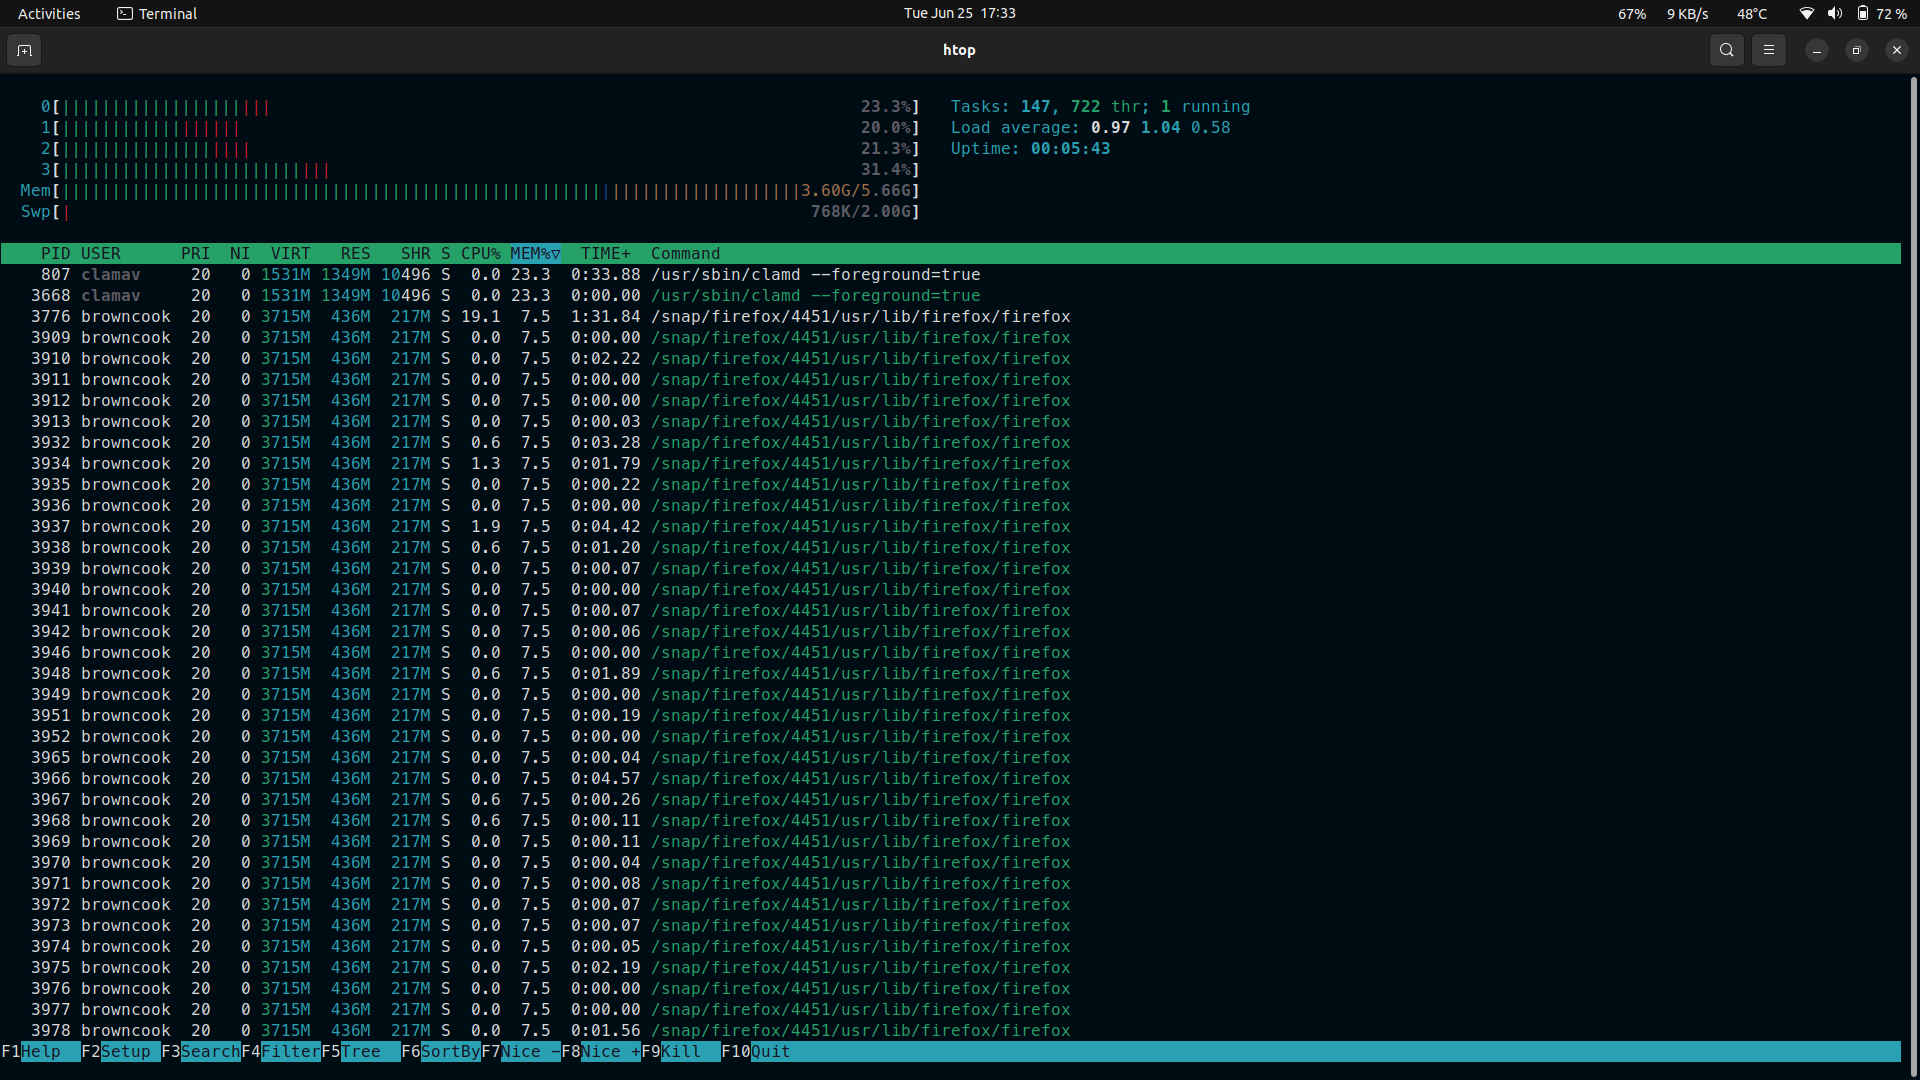 Activities Terminal Tue Jun 25 17:33 67% 9 KB/s 48°C 72 %
htop
0[||||||||||||||||||||| 23.3%] Tasks: 147, 722 thr; 1 running
1[|||||||||||||||||| 20.0%] Load average: 0.97 1.04 0.58
2[||||||||||||||||||| 21.3%] Uptime: 00:05:43
3[||||||||||||||||||||||||||| 31.4%]
Mem[||||||||||||||||||||||||||||||||||||||||||||||||||||||||||||||||||||||||||3.60G/5.66G]
Swp[| 768K/2.00G]
PID USER PRI NI VIRT RES SHR S CPU% MEM%▽ TIME+ Command
807 clamav 20 0 1531M 1349M 10496 S 0.0 23.3 0:33.88 /usr/sbin/clamd --foreground=true
3668 clamav 20 0 1531M 1349M 10496 S 0.0 23.3 0:00.00 /usr/sbin/clamd --foreground=true
3776 browncook 20 0 3715M 436M 217M S 19.1 7.5 1:31.84 /snap/firefox/4451/usr/lib/firefox/firefox
3909 browncook 20 0 3715M 436M 217M S 0.0 7.5 0:00.00 /snap/firefox/4451/usr/lib/firefox/firefox
3910 browncook 20 0 3715M 436M 217M S 0.0 7.5 0:02.22 /snap/firefox/4451/usr/lib/firefox/firefox
3911 browncook 20 0 3715M 436M 217M S 0.0 7.5 0:00.00 /snap/firefox/4451/usr/lib/firefox/firefox
3912 browncook 20 0 3715M 436M 217M S 0.0 7.5 0:00.00 /snap/firefox/4451/usr/lib/firefox/firefox
3913 browncook 20 0 3715M 436M 217M S 0.0 7.5 0:00.03 /snap/firefox/4451/usr/lib/firefox/firefox
3932 browncook 20 0 3715M 436M 217M S 0.6 7.5 0:03.28 /snap/firefox/4451/usr/lib/firefox/firefox
3934 browncook 20 0 3715M 436M 217M S 1.3 7.5 0:01.79 /snap/firefox/4451/usr/lib/firefox/firefox
3935 browncook 20 0 3715M 436M 217M S 0.0 7.5 0:00.22 /snap/firefox/4451/usr/lib/firefox/firefox
3936 browncook 20 0 3715M 436M 217M S 0.0 7.5 0:00.00 /snap/firefox/4451/usr/lib/firefox/firefox
3937 browncook 20 0 3715M 436M 217M S 1.9 7.5 0:04.42 /snap/firefox/4451/usr/lib/firefox/firefox
3938 browncook 20 0 3715M 436M 217M S 0.6 7.5 0:01.20 /snap/firefox/4451/usr/lib/firefox/firefox
3939 browncook 20 0 3715M 436M 217M S 0.0 7.5 0:00.07 /snap/firefox/4451/usr/lib/firefox/firefox
3940 browncook 20 0 3715M 436M 217M S 0.0 7.5 0:00.00 /snap/firefox/4451/usr/lib/firefox/firefox
3941 browncook 20 0 3715M 436M 217M S 0.0 7.5 0:00.07 /snap/firefox/4451/usr/lib/firefox/firefox
3942 browncook 20 0 3715M 436M 217M S 0.0 7.5 0:00.06 /snap/firefox/4451/usr/lib/firefox/firefox
3946 browncook 20 0 3715M 436M 217M S 0.0 7.5 0:00.00 /snap/firefox/4451/usr/lib/firefox/firefox
3948 browncook 20 0 3715M 436M 217M S 0.6 7.5 0:01.89 /snap/firefox/4451/usr/lib/firefox/firefox
3949 browncook 20 0 3715M 436M 217M S 0.0 7.5 0:00.00 /snap/firefox/4451/usr/lib/firefox/firefox
3951 browncook 20 0 3715M 436M 217M S 0.0 7.5 0:00.19 /snap/firefox/4451/usr/lib/firefox/firefox
3952 browncook 20 0 3715M 436M 217M S 0.0 7.5 0:00.00 /snap/firefox/4451/usr/lib/firefox/firefox
3965 browncook 20 0 3715M 436M 217M S 0.0 7.5 0:00.04 /snap/firefox/4451/usr/lib/firefox/firefox
3966 browncook 20 0 3715M 436M 217M S 0.0 7.5 0:04.57 /snap/firefox/4451/usr/lib/firefox/firefox
3967 browncook 20 0 3715M 436M 217M S 0.6 7.5 0:00.26 /snap/firefox/4451/usr/lib/firefox/firefox
3968 browncook 20 0 3715M 436M 217M S 0.6 7.5 0:00.11 /snap/firefox/4451/usr/lib/firefox/firefox
3969 browncook 20 0 3715M 436M 217M S 0.0 7.5 0:00.11 /snap/firefox/4451/usr/lib/firefox/firefox
3970 browncook 20 0 3715M 436M 217M S 0.0 7.5 0:00.04 /snap/firefox/4451/usr/lib/firefox/firefox
3971 browncook 20 0 3715M 436M 217M S 0.0 7.5 0:00.08 /snap/firefox/4451/usr/lib/firefox/firefox
3972 browncook 20 0 3715M 436M 217M S 0.0 7.5 0:00.07 /snap/firefox/4451/usr/lib/firefox/firefox
3973 browncook 20 0 3715M 436M 217M S 0.0 7.5 0:00.07 /snap/firefox/4451/usr/lib/firefox/firefox
3974 browncook 20 0 3715M 436M 217M S 0.0 7.5 0:00.05 /snap/firefox/4451/usr/lib/firefox/firefox
3975 browncook 20 0 3715M 436M 217M S 0.0 7.5 0:02.19 /snap/firefox/4451/usr/lib/firefox/firefox
3976 browncook 20 0 3715M 436M 217M S 0.0 7.5 0:00.00 /snap/firefox/4451/usr/lib/firefox/firefox
3977 browncook 20 0 3715M 436M 217M S 0.0 7.5 0:00.00 /snap/firefox/4451/usr/lib/firefox/firefox
3978 browncook 20 0 3715M 436M 217M S 0.0 7.5 0:01.56 /snap/firefox/4451/usr/lib/firefox/firefox
F1Help F2Setup F3SearchF4FilterF5Tree F6SortByF7Nice -F8Nice +F9Kill F10Quit